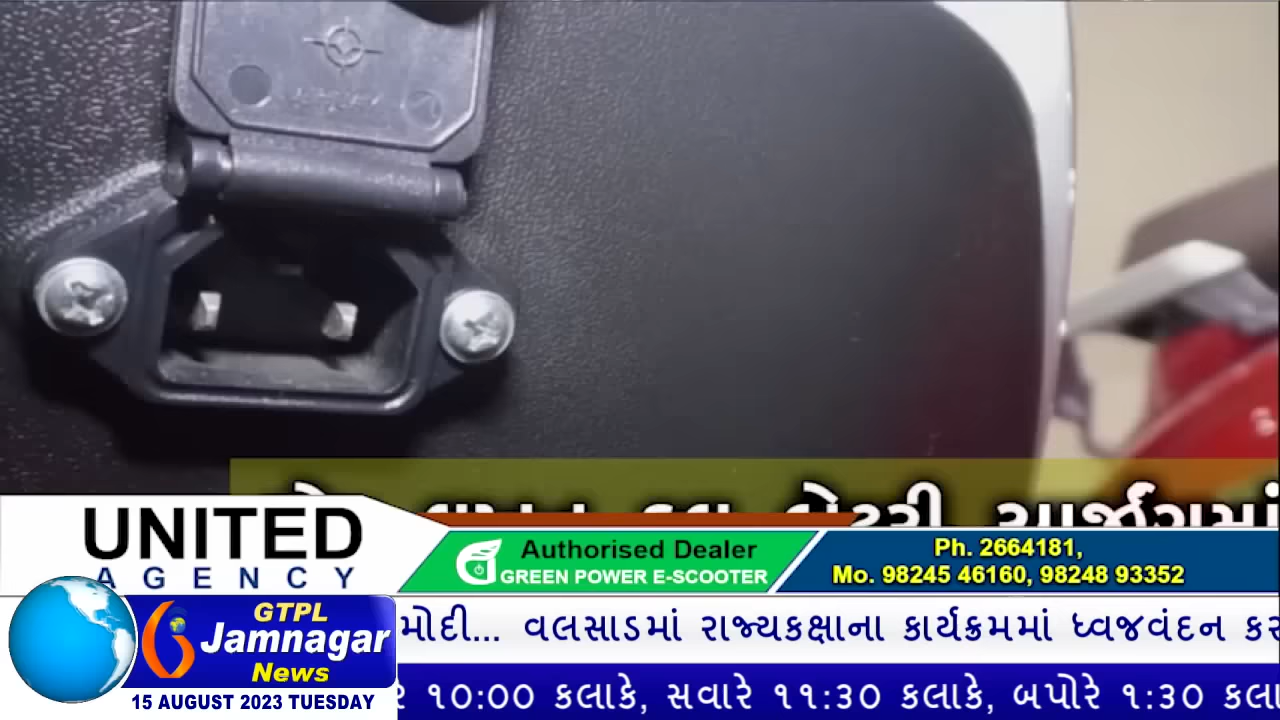 બેટરી ચાર્જીંગમાં
UNITED
AGENCY
Authorised Dealer
GREEN POWER E-SCOOTER
Ph. 2664181,
Mo. 98245 46160, 98248 93352
GTPL
Jamnagar
News
15 AUGUST 2023 TUESDAY
મોદી... વલસાડમાં રાજ્યકક્ષાના કાર્યક્રમમાં ધ્વજવંદન
૧૦:૦૦ કલાકે, સવારે ૧૧:૩૦ કલાકે, બપોરે ૧:૩૦